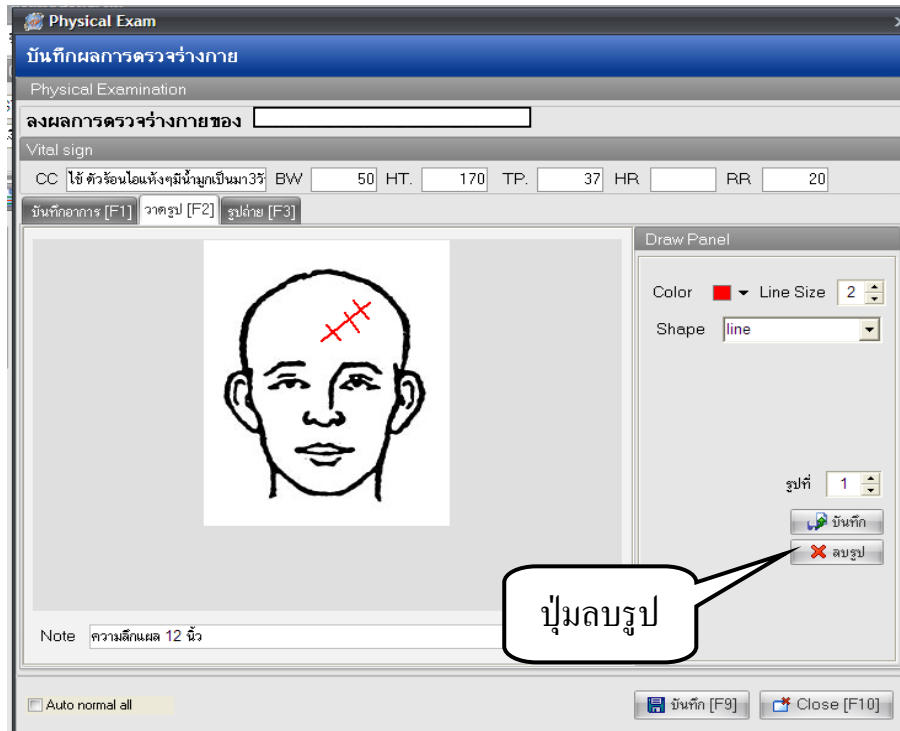 Physical Exam
บันทึกผลการตรวจร่างกาย
Physical Examination
ลงผลการตรวจร่างกายของ
Vital sign
CC ไข้ ตัวร้อนไอแห้งๆมีน้ำมูกเป็นมา3วั BW 50 HT. 170 TP. 37 HR RR 20
บันทึกอาการ [F1] วาดรูป [F2] รูปถ่าย [F3]
Draw Panel
Color Line Size 2
Shape line
รูปที่ 1
บันทึก
ลบรูป
ปุ่มลบรูป
Note ความลึกแผล 12 นิ้ว
Auto normal all บันทึก [F9] Close [F10]